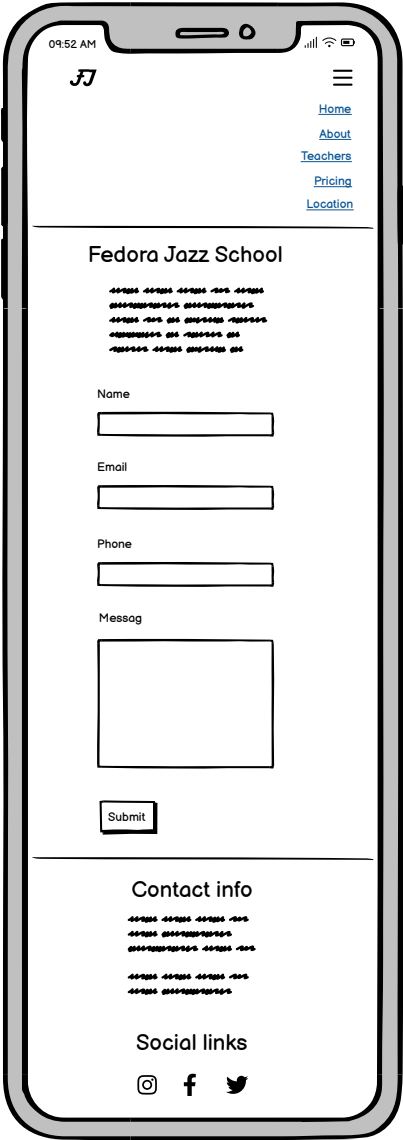 09:52 AM
FJ
Home
About
Teachers
Pricing
Location
Fedora Jazz School
Name
Email
Phone
Messag
Submit
Contact info
Social links